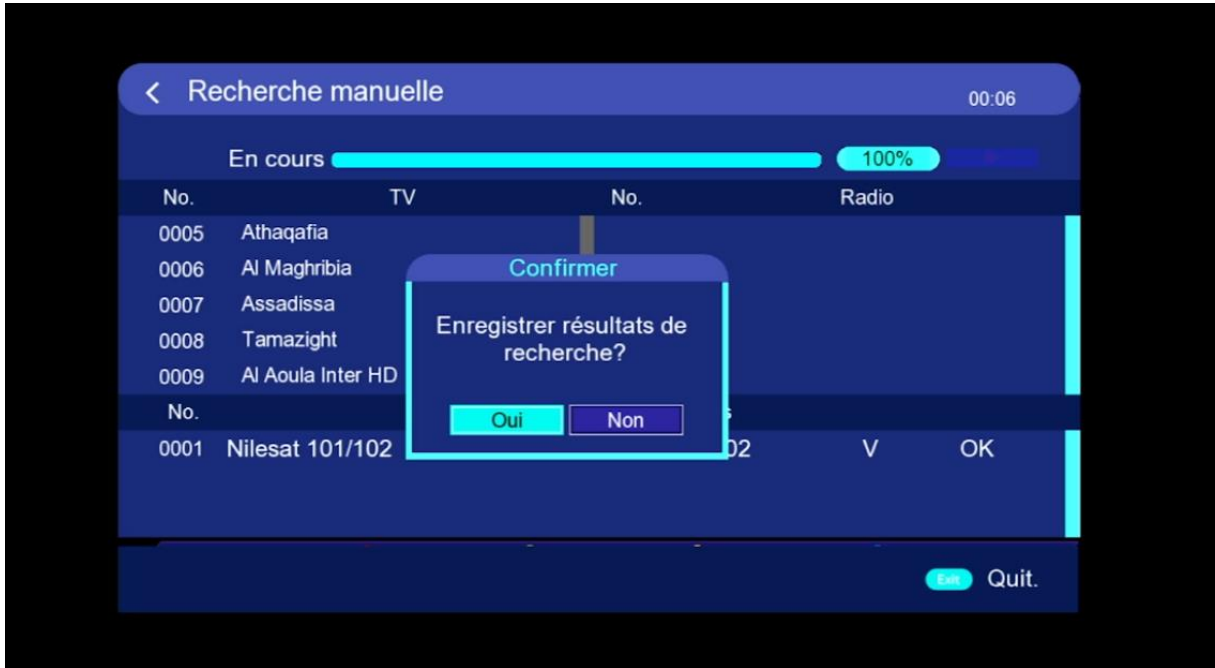 Recherche manuelle 00:06
En cours 100%
No. TV No. Radio
0005 Athaqafia
0006 Al Maghribia
0007 Assadissa
0008 Tamazight
0009 Al Aoula Inter HD
Confirmer
Enregistrer résultats de
recherche?
Oui Non
No.
0001 Nilesat 101/102 02 V OK
Exit Quit.